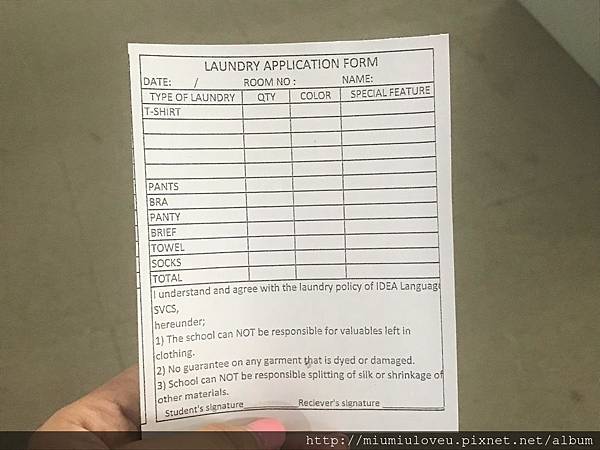 LAUNDRY APPLICATION FORM
DATE: / ROOM NO : NAME:
TYPE OF LAUNDRY QTY COLOR SPECIAL FEATURE
T-SHIRT
PANTS
BRA
PANTY
BRIEF
TOWEL
SOCKS
TOTAL
I understand and agree with the laundry policy of IDEA Language
SVCS,
hereunder;
1) The school can NOT be responsible for valuables left in
clothing.
2) No guarantee on any garment that is dyed or damaged.
3) School can NOT be responsible splitting of silk or shrinkage of
other materials.
Student's signature____________ Reciever's signature ____________
http://miumiuloveu.pixnet.net/album